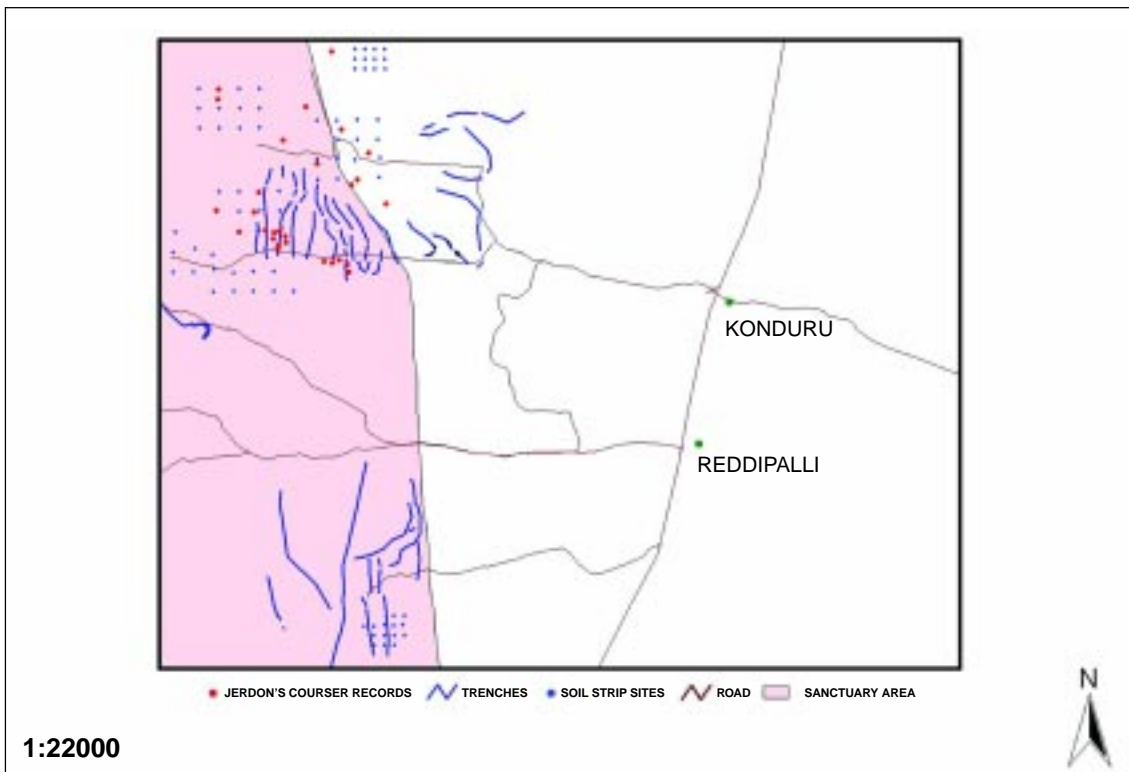 KONDURU
REDDIPALLI
JERDON'S COURSER RECORDS TRENCHES SOIL STRIP SITES ROAD SANCTUARY AREA
N
1:22000